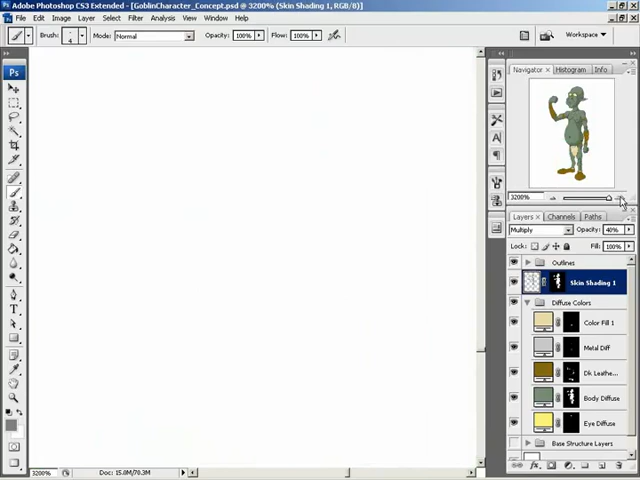 Adobe Photoshop CS3 Extended - [GoblinCharacter_Concept.psd @ 3200% (Skin Shading 1, RGB/8)]
File Edit Image Layer Select Filter Analysis View Window Help
Brush: 4 Mode: Normal Opacity: 100% Flow: 100% Workspace
Ps
Navigator × Histogram Info
3200%
Layers × Channels Paths
Multiply Opacity: 40%
Lock: Fill: 100%
Outlines
Skin Shading 1
Diffuse Colors
Color Fill 1
Metal Diff
Dk Leathe...
Body Diffuse
Eye Diffuse
Base Structure Layers
3200% Doc: 15.0M/70.3M